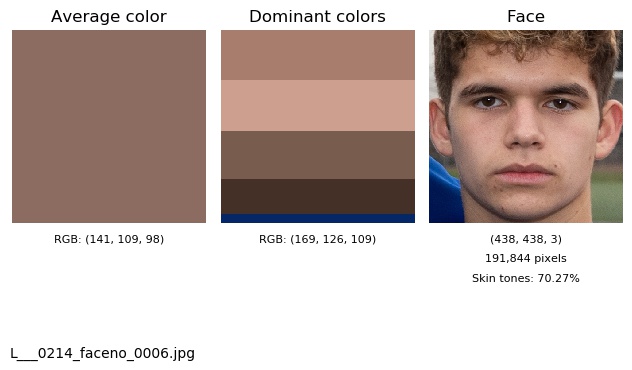 Average color
Dominant colors
Face
RGB: (141, 109, 98)
RGB: (169, 126, 109)
(438, 438, 3)
191,844 pixels
Skin tones: 70.27%
L___0214_faceno_0006.jpg